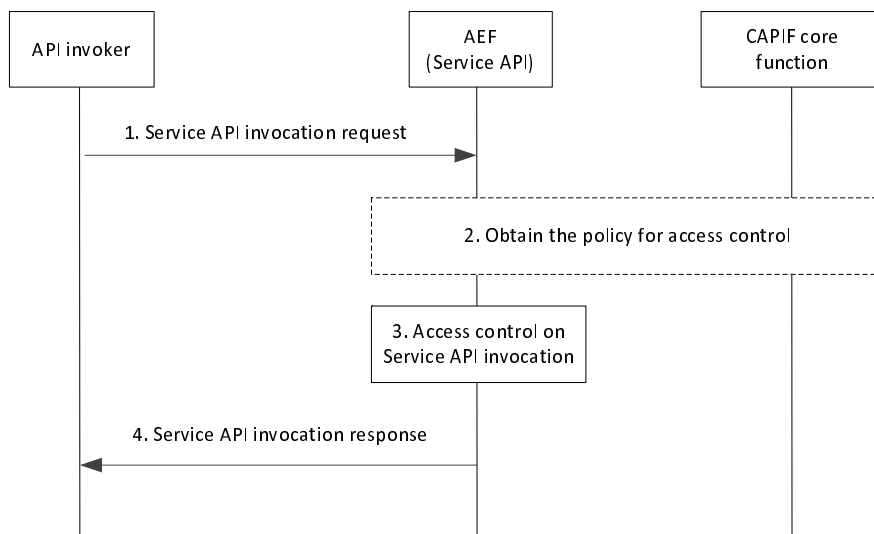 API invoker
AEF
(Service API)
CAPIF core
function
1. Service API invocation request
2. Obtain the policy for access control
3. Access control on
Service API invocation
4. Service API invocation response